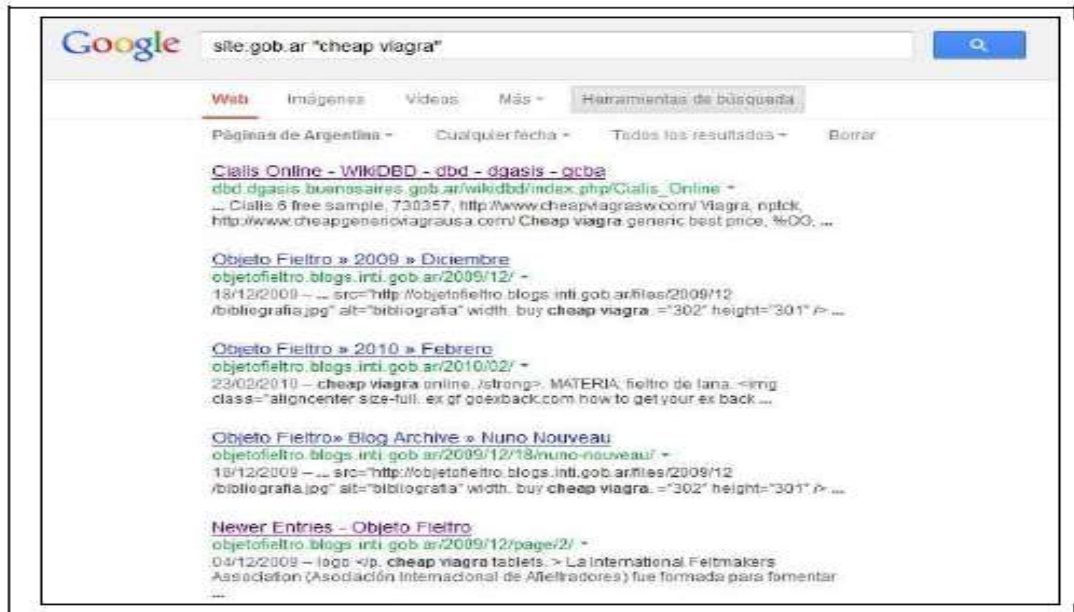 Google
site:gob.ar "cheap viagra"
Web Imágenes Vídeos Más Herramientas de búsqueda
Páginas de Argentina Cualquier fecha Todos los resultados Borrar
Cialis Online - WikiDBD - dbd - dgasis - gcba
dbd.dgasis.buenosaires.gob.ar/wikidbd/index.php/Cialis_Online
... Cialis 6 free sample, 730357, http://www.cheapviagrasw.com/ Viagra, nptck,
http://www.cheapgenericviagrausa.com/ Cheap viagra generic best price, %OO, ...
Objeto Fieltro » 2009 » Diciembre
objetofieltro.blogs.inti.gob.ar/2009/12/
18/12/2009 – ... src="http://objetofieltro.blogs.inti.gob.ar/files/2009/12
/bibliografia.jpg" alt="bibliografia" width. buy cheap viagra. ="302" height="301" /> ...
Objeto Fieltro » 2010 » Febrero
objetofieltro.blogs.inti.gob.ar/2010/02/
23/02/2010 – cheap viagra online. /strong>. MATERIA: fieltro de lana. <img
class="aligncenter size-full. ex gf goexback.com how to get your ex back ...
Objeto Fieltro» Blog Archive » Nuno Nouveau
objetofieltro.blogs.inti.gob.ar/2009/12/18/nuno-nouveau/
18/12/2009 – ... src="http://objetofieltro.blogs.inti.gob.ar/files/2009/12
/bibliografia.jpg" alt="bibliografia" width. buy cheap viagra. ="302" height="301" /> ...
Newer Entries - Objeto Fieltro
objetofieltro.blogs.inti.gob.ar/2009/12/page/2/
04/12/2009 – logo </p. cheap viagra tablets. > La International Feltmakers
Association (Asociación Internacional de Afieltradores) fue formada para fomentar
...